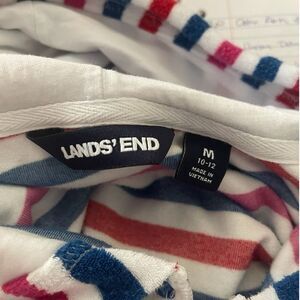 LANDS' END
M
10-12
MADE IN
VIETNAM